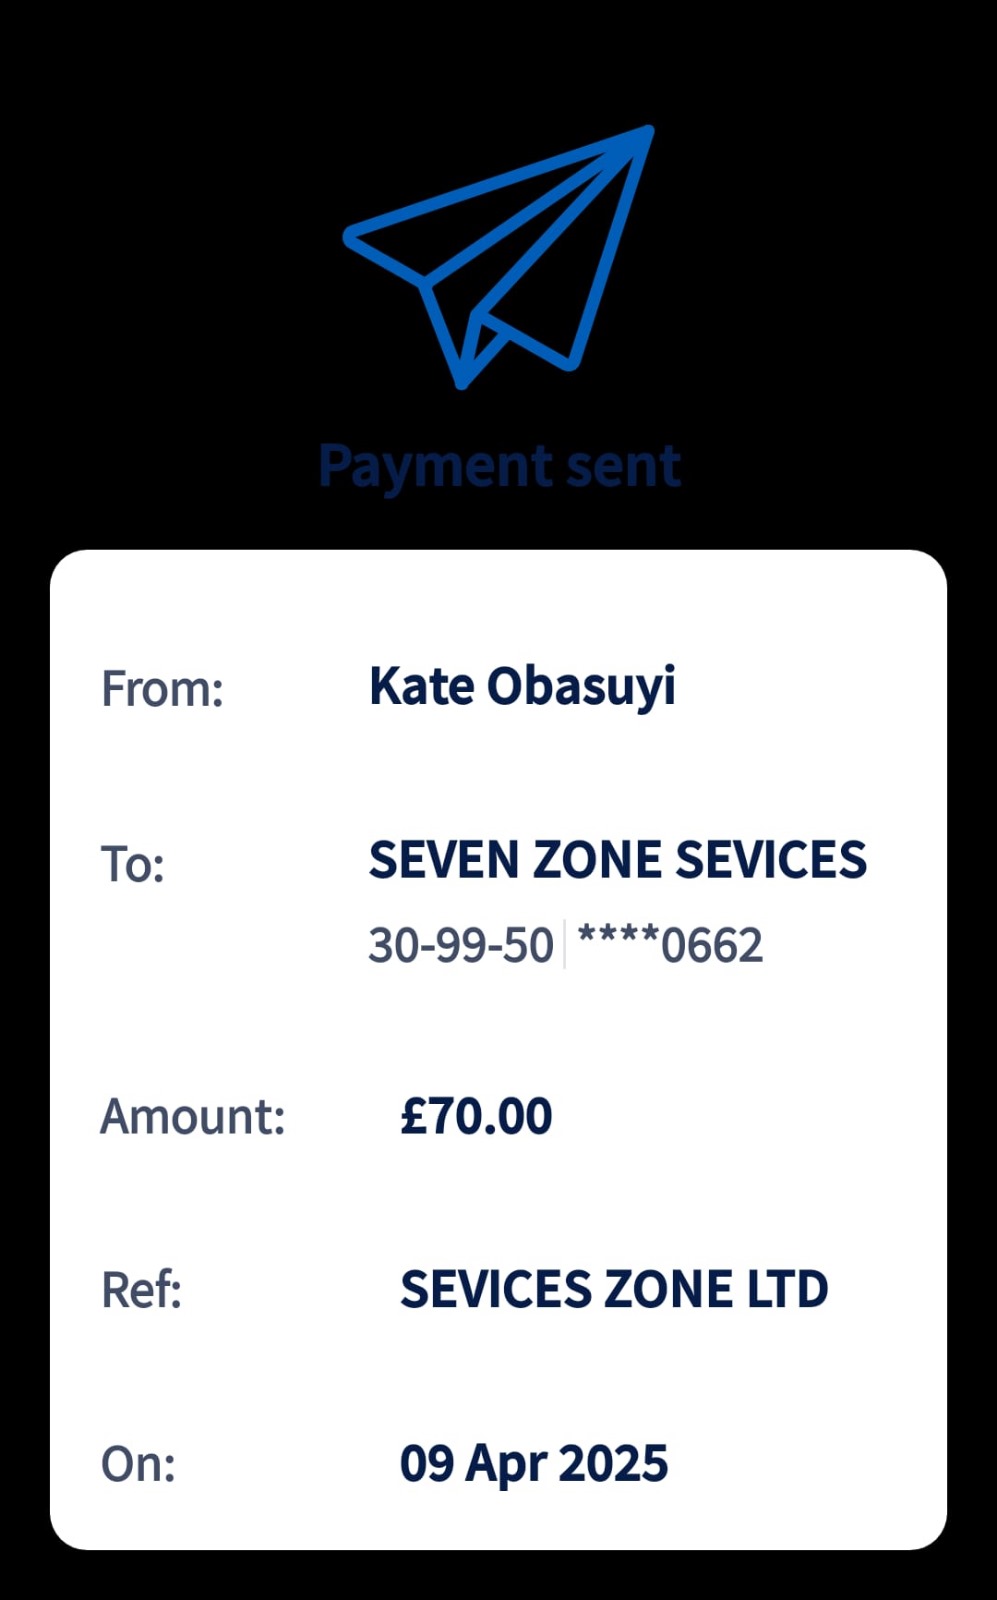 Payment sent
From: Kate Obasuyi
To: SEVEN ZONE SEVICES
30-99-50 ****0662
Amount: £70.00
Ref: SEVICES ZONE LTD
On: 09 Apr 2025